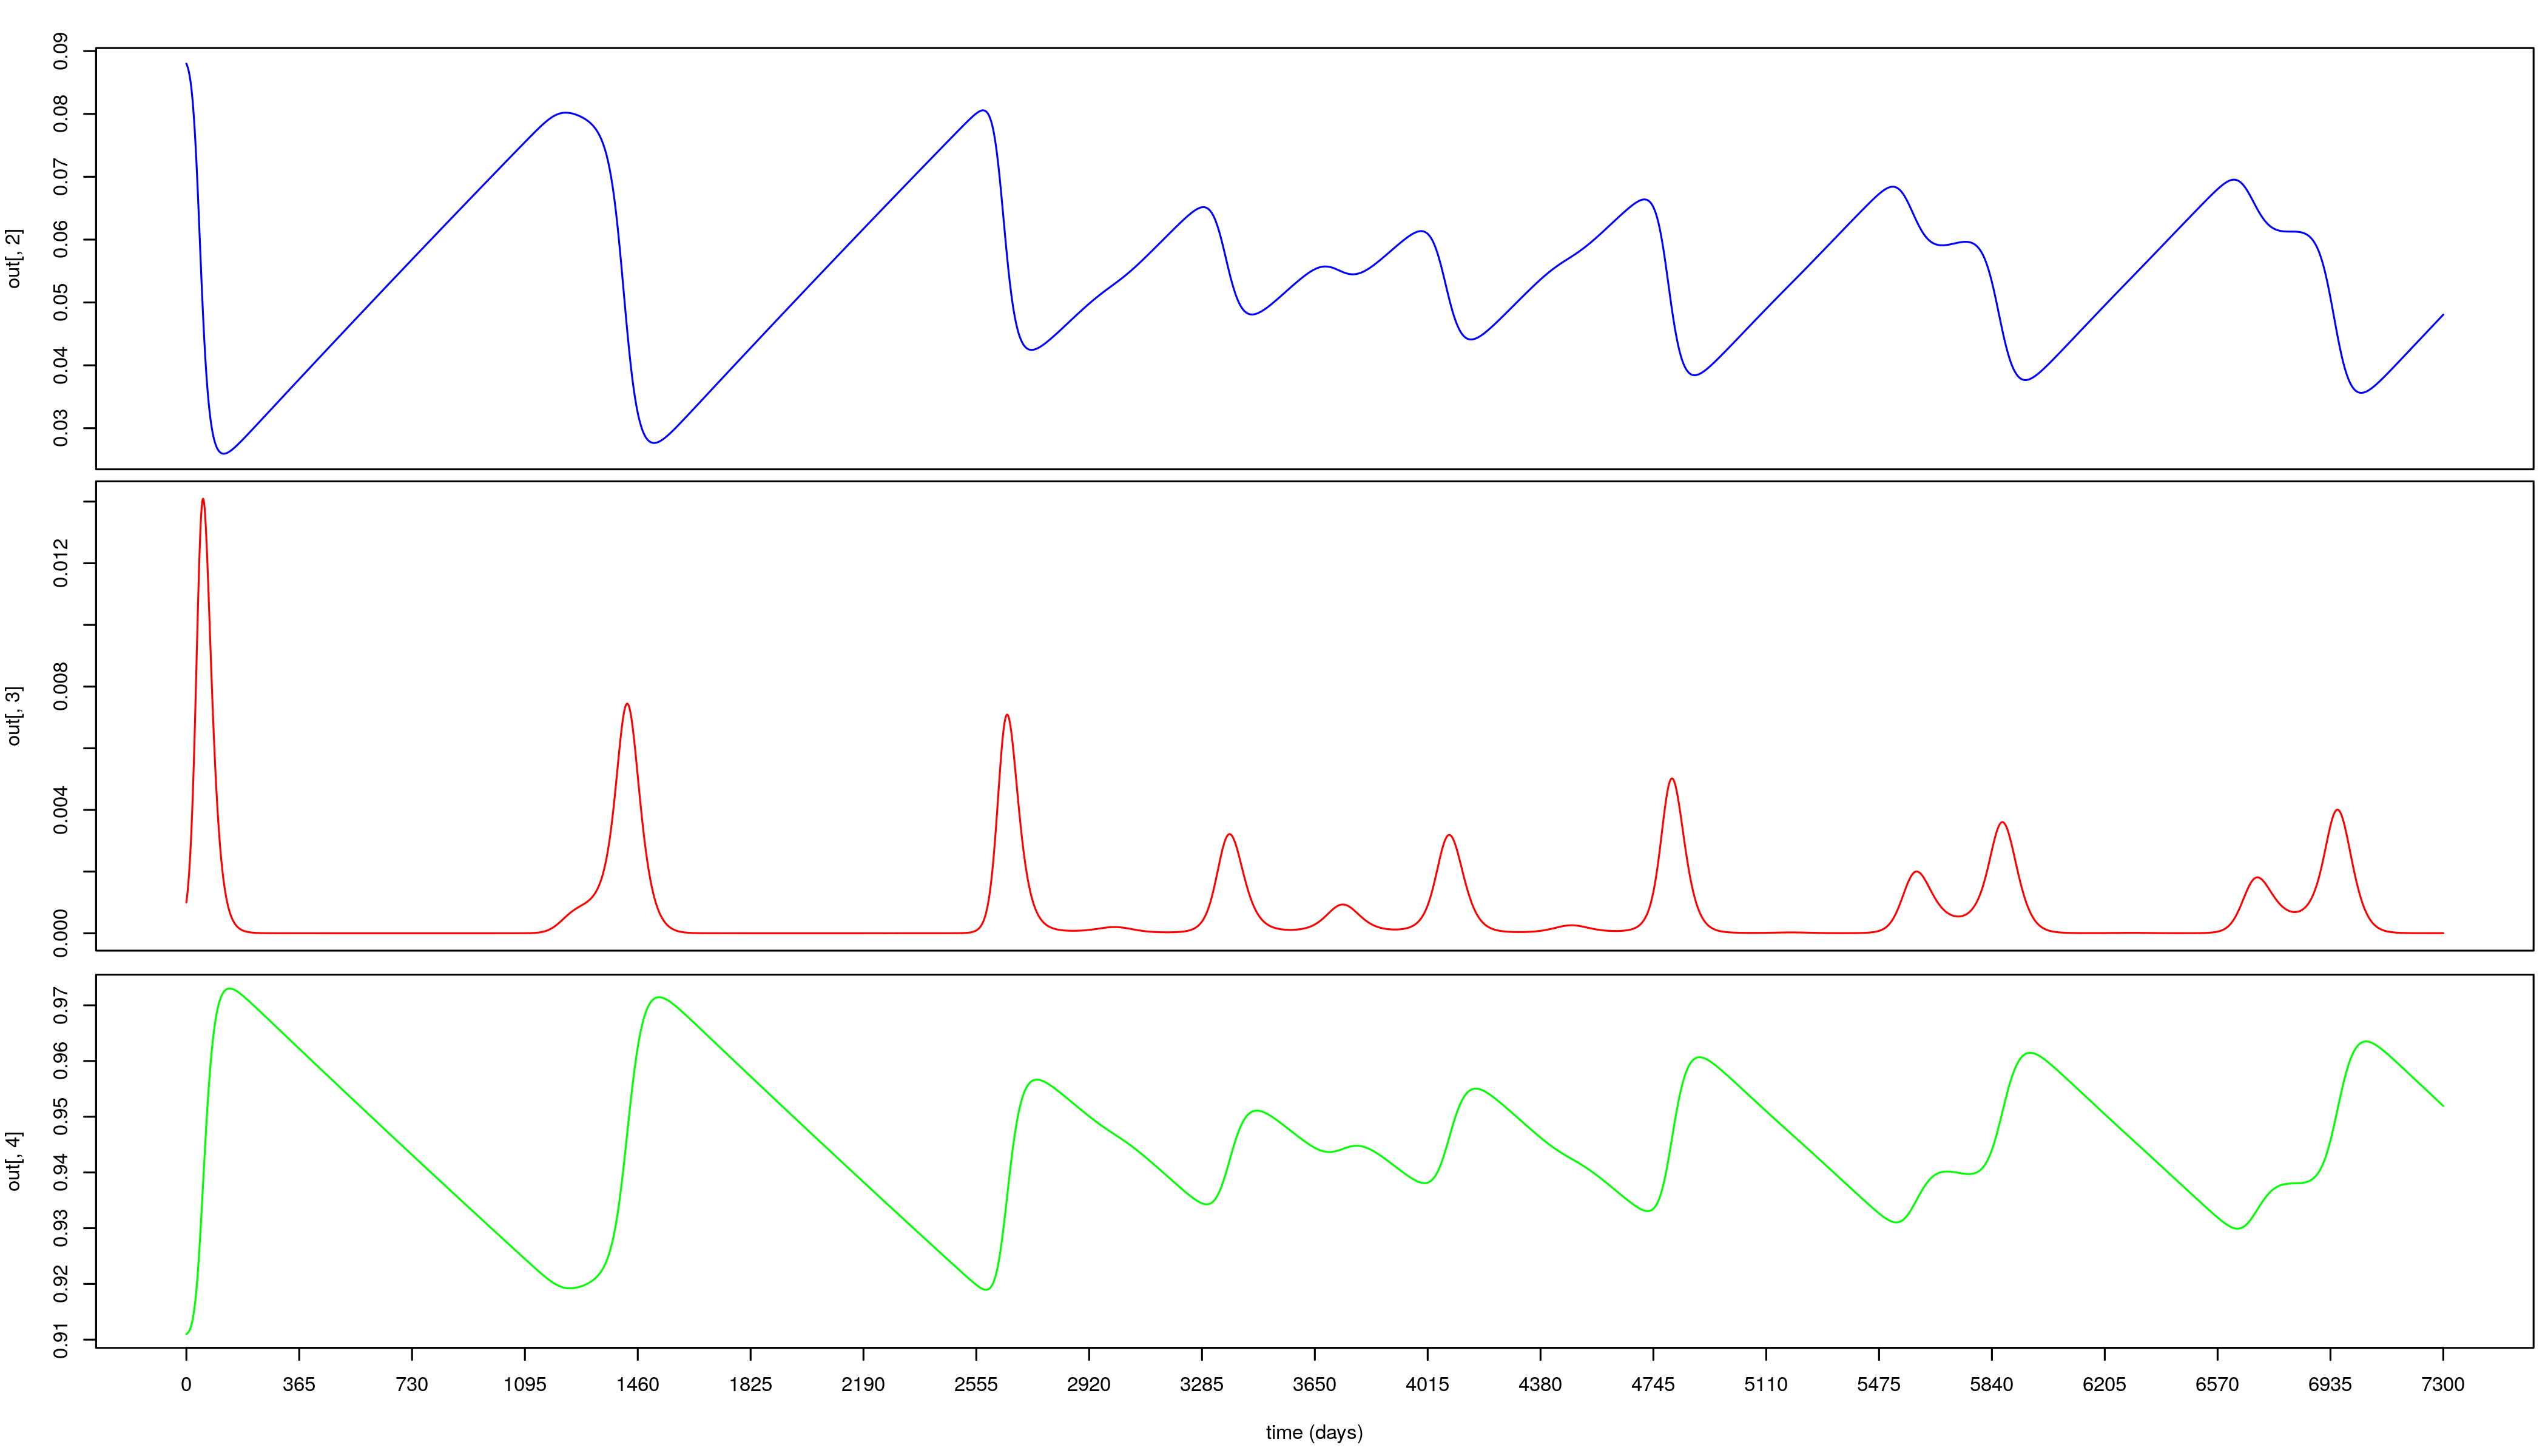 out[, 2]
0.03 0.04 0.05 0.06 0.07 0.08 0.09
out[, 3]
0.000 0.004 0.008 0.012
out[, 4]
0.91 0.92 0.93 0.94 0.95 0.96 0.97
0 365 730 1095 1460 1825 2190 2555 2920 3285 3650 4015 4380 4745 5110 5475 5840 6205 6570 6935 7300
time (days)